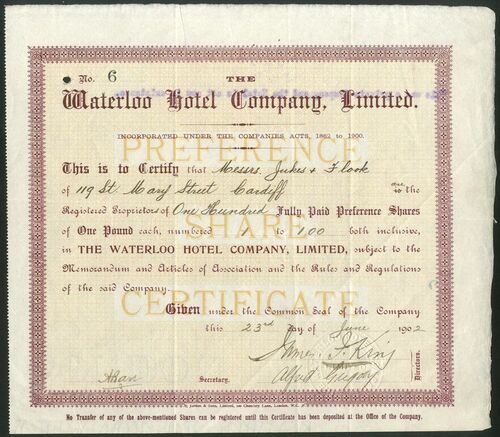 No. 6
THE
Waterloo Hotel Company, Limited.
INCORPORATED UNDER THE COMPANIES ACTS, 1862 to 1900.
PREFERENCE
This is to Certify that Messrs. Jukes & Flook
of 119 St. Mary Street Cardiff are the
Registered Proprietors of One Hundred Fully Paid Preference Shares
SHARE
of One Pound each, numbered 1 to 100 both inclusive,
in THE WATERLOO HOTEL COMPANY, LIMITED, subject to the
Memorandum and Articles of Association and the Rules and Regulations
of the said Company.
CERTIFICATE
Given under the Common Seal of the Company
this 23rd day of June 1902
James T. King
Alfred Gregory
Directors.
Secretary.
No Transfer of any of the above-mentioned Shares can be registered until this Certificate has been deposited at the Office of the Company.